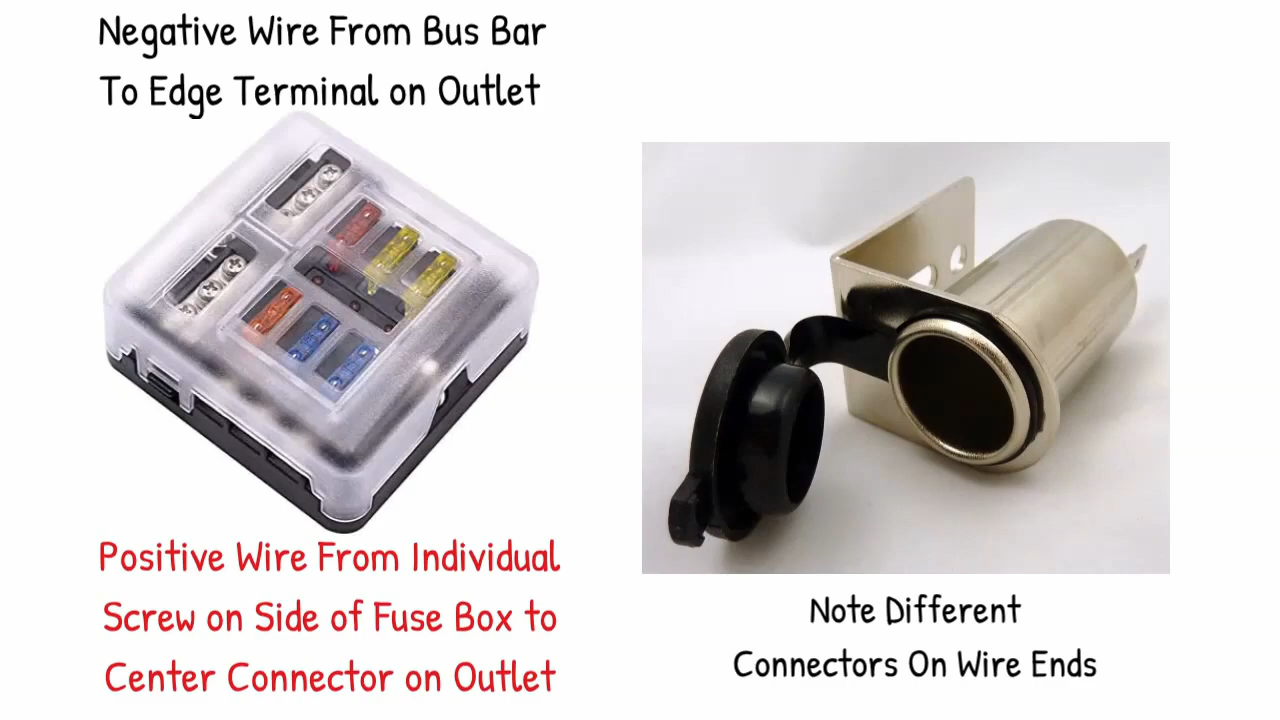 Negative Wire From Bus Bar
To Edge Terminal on Outlet
Positive Wire From Individual
Screw on Side of Fuse Box to
Center Connector on Outlet
Note Different
Connectors On Wire Ends